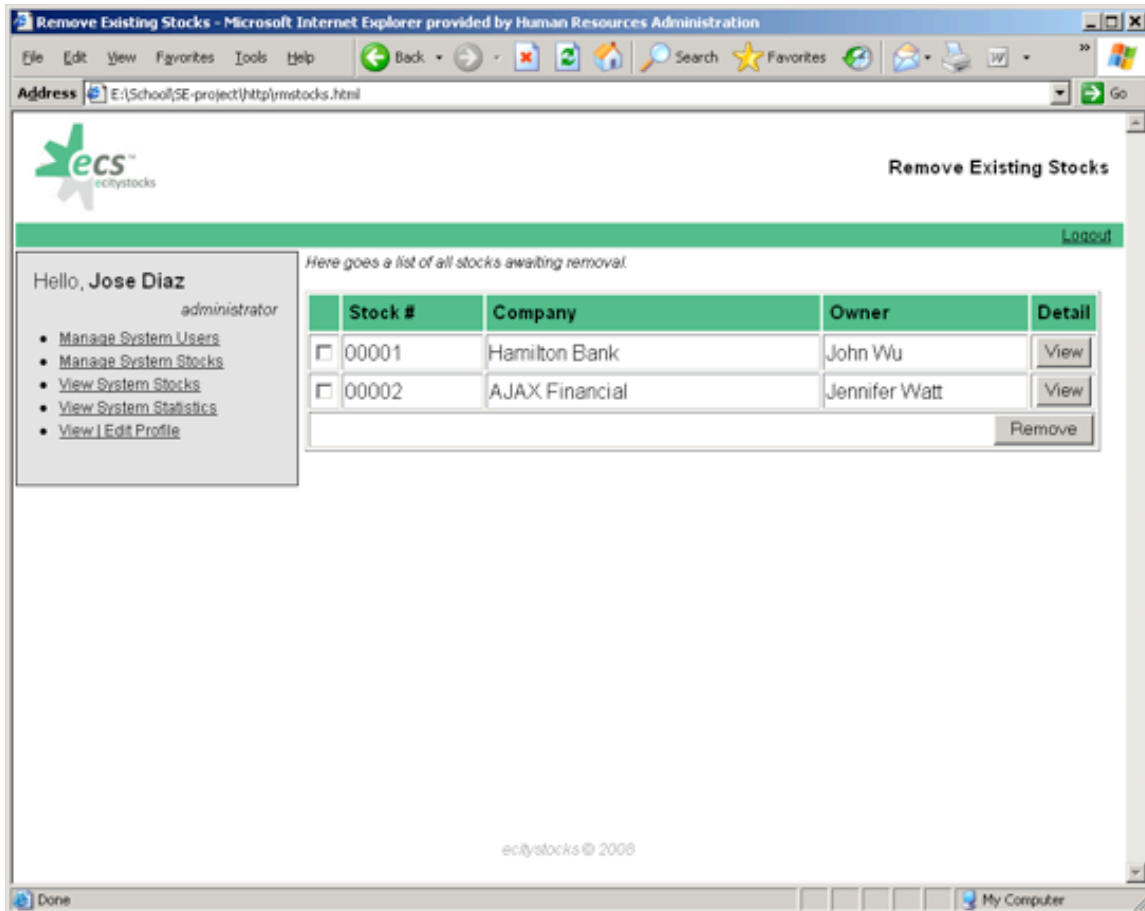 Remove Existing Stocks - Microsoft Internet Explorer provided by Human Resources Administration
File Edit View Favorites Tools Help Back Search Favorites
Address E:\School\SE-project\http\rmstocks.html Go
ecs™
ecitystocks
Remove Existing Stocks
Logout
Hello, Jose Diaz
administrator
Manage System Users
Manage System Stocks
View System Stocks
View System Statistics
View | Edit Profile
Here goes a list of all stocks awaiting removal.
Stock # Company Owner Detail
00001 Hamilton Bank John Wu View
00002 AJAX Financial Jennifer Watt View
Remove
ecitystocks © 2008
Done My Computer